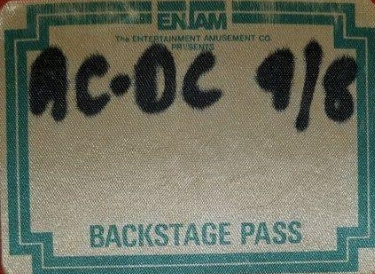 ENTAM
The ENTERTAINMENT AMUSEMENT CO.
PRESENTS
AC·DC 9/8
BACKSTAGE PASS